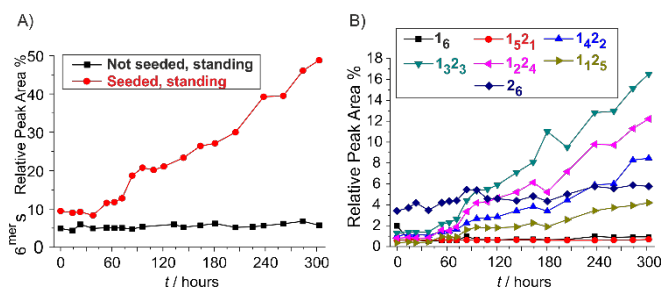 A)
6mers Relative Peak Area %
50
40
30
20
10
0
Not seeded, standing
Seeded, standing
0 60 120 180 240 300
t / hours
B)
Relative Peak Area %
18
16
14
12
10
8
6
4
2
0
1₆ 1₅2₁ 1₄2₂
1₃2₃ 1₂2₄ 1₁2₅
2₆
0 60 120 180 240 300
t / hours